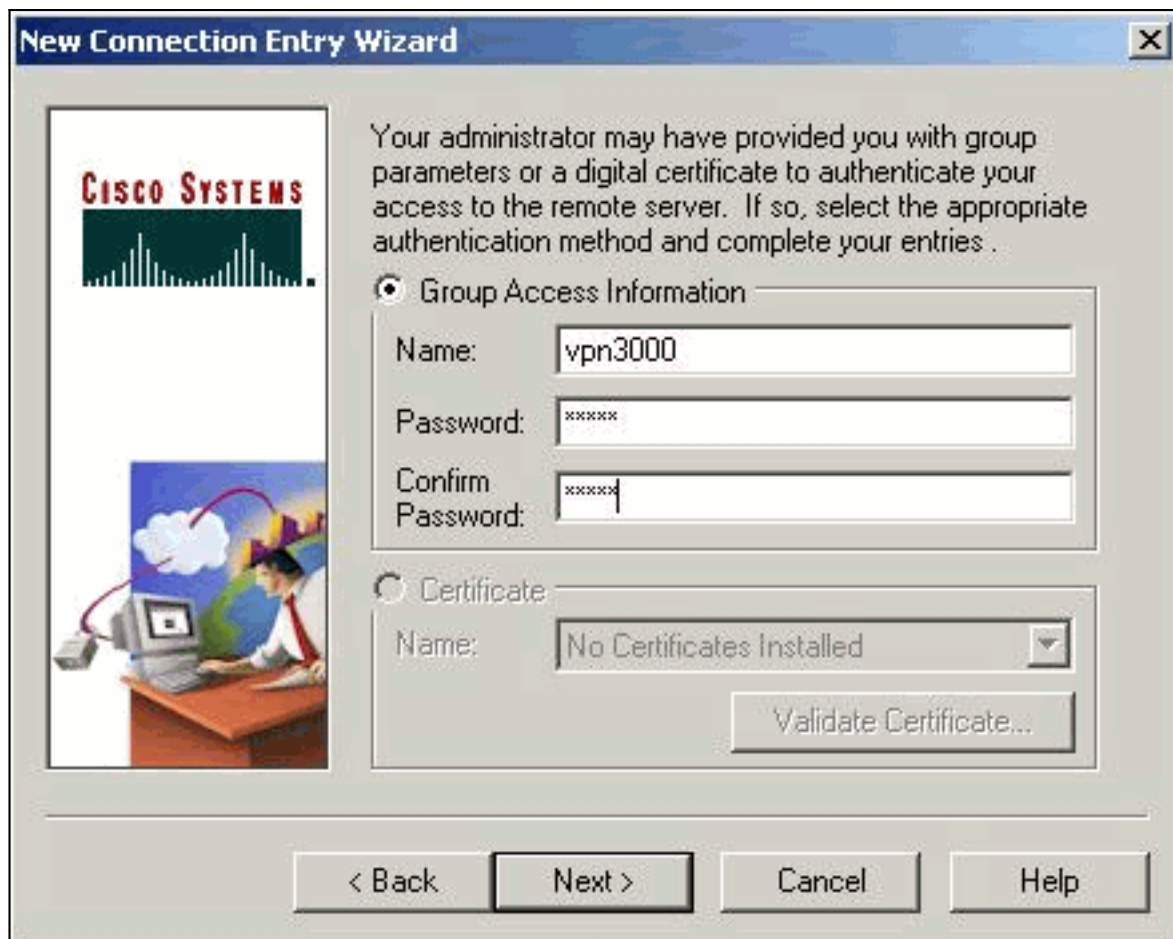 New Connection Entry Wizard
CISCO SYSTEMS
Your administrator may have provided you with group
parameters or a digital certificate to authenticate your
access to the remote server.  If so, select the appropriate
authentication method and complete your entries .
Group Access Information
Name: vpn3000
Password: *****
Confirm
Password: *****
Certificate
Name: No Certificates Installed
Validate Certificate...
< Back Next > Cancel Help